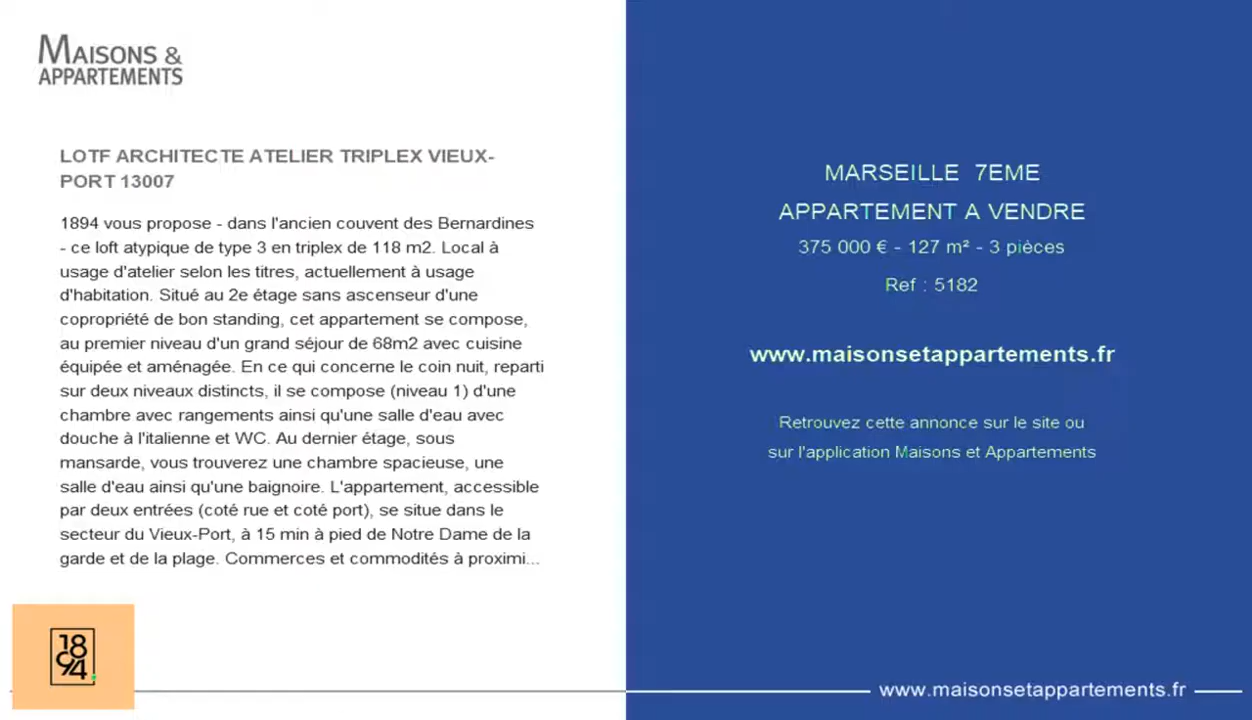 MAISONS &
APPARTEMENTS
LOTF ARCHITECTE ATELIER TRIPLEX VIEUX-
PORT 13007
1894 vous propose - dans l'ancien couvent des Bernardines
- ce loft atypique de type 3 en triplex de 118 m2. Local à
usage d'atelier selon les titres, actuellement à usage
d'habitation. Situé au 2e étage sans ascenseur d'une
copropriété de bon standing, cet appartement se compose,
au premier niveau d'un grand séjour de 68m2 avec cuisine
équipée et aménagée. En ce qui concerne le coin nuit, reparti
sur deux niveaux distincts, il se compose (niveau 1) d'une
chambre avec rangements ainsi qu'une salle d'eau avec
douche à l'italienne et WC. Au dernier étage, sous
mansarde, vous trouverez une chambre spacieuse, une
salle d'eau ainsi qu'une baignoire. L'appartement, accessible
par deux entrées (coté rue et coté port), se situe dans le
secteur du Vieux-Port, à 15 min à pied de Notre Dame de la
garde et de la plage. Commerces et commodités à proximi...
1894
MARSEILLE 7EME
APPARTEMENT A VENDRE
375 000 € - 127 m² - 3 pièces
Ref : 5182
www.maisonsetappartements.fr
Retrouvez cette annonce sur le site ou
sur l'application Maisons et Appartements
www.maisonsetappartements.fr